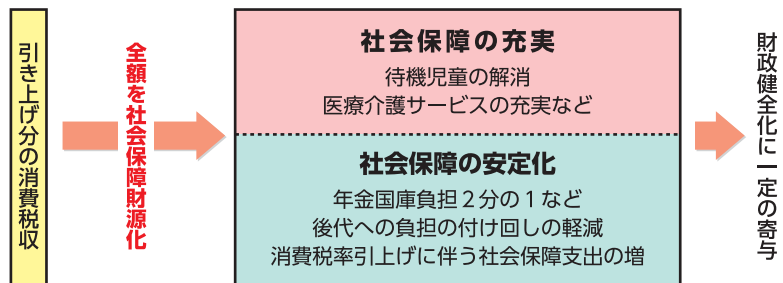 引き上げ分の消費税収
全額を社会保障財源化
社会保障の充実
待機児童の解消
医療介護サービスの充実など
社会保障の安定化
年金国庫負担２分の１など
後代への負担の付け回しの軽減
消費税率引上げに伴う社会保障支出の増
財政健全化に一定の寄与